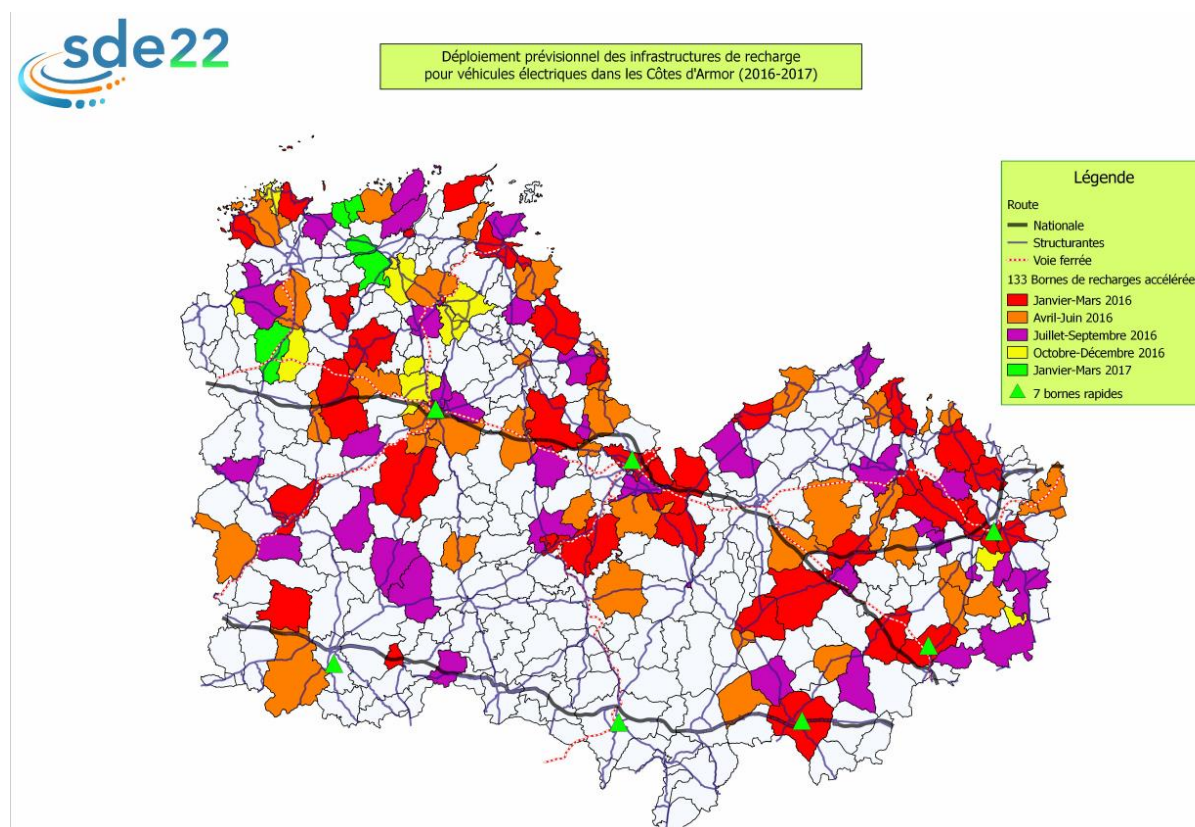 sde22
Déploiement prévisionnel des infrastructures de recharge
pour véhicules électriques dans les Côtes d'Armor (2016-2017)
Légende
Route
Nationale
Structurantes
Voie ferrée
133 Bornes de recharges accélérée
Janvier-Mars 2016
Avril-Juin 2016
Juillet-Septembre 2016
Octobre-Décembre 2016
Janvier-Mars 2017
7 bornes rapides